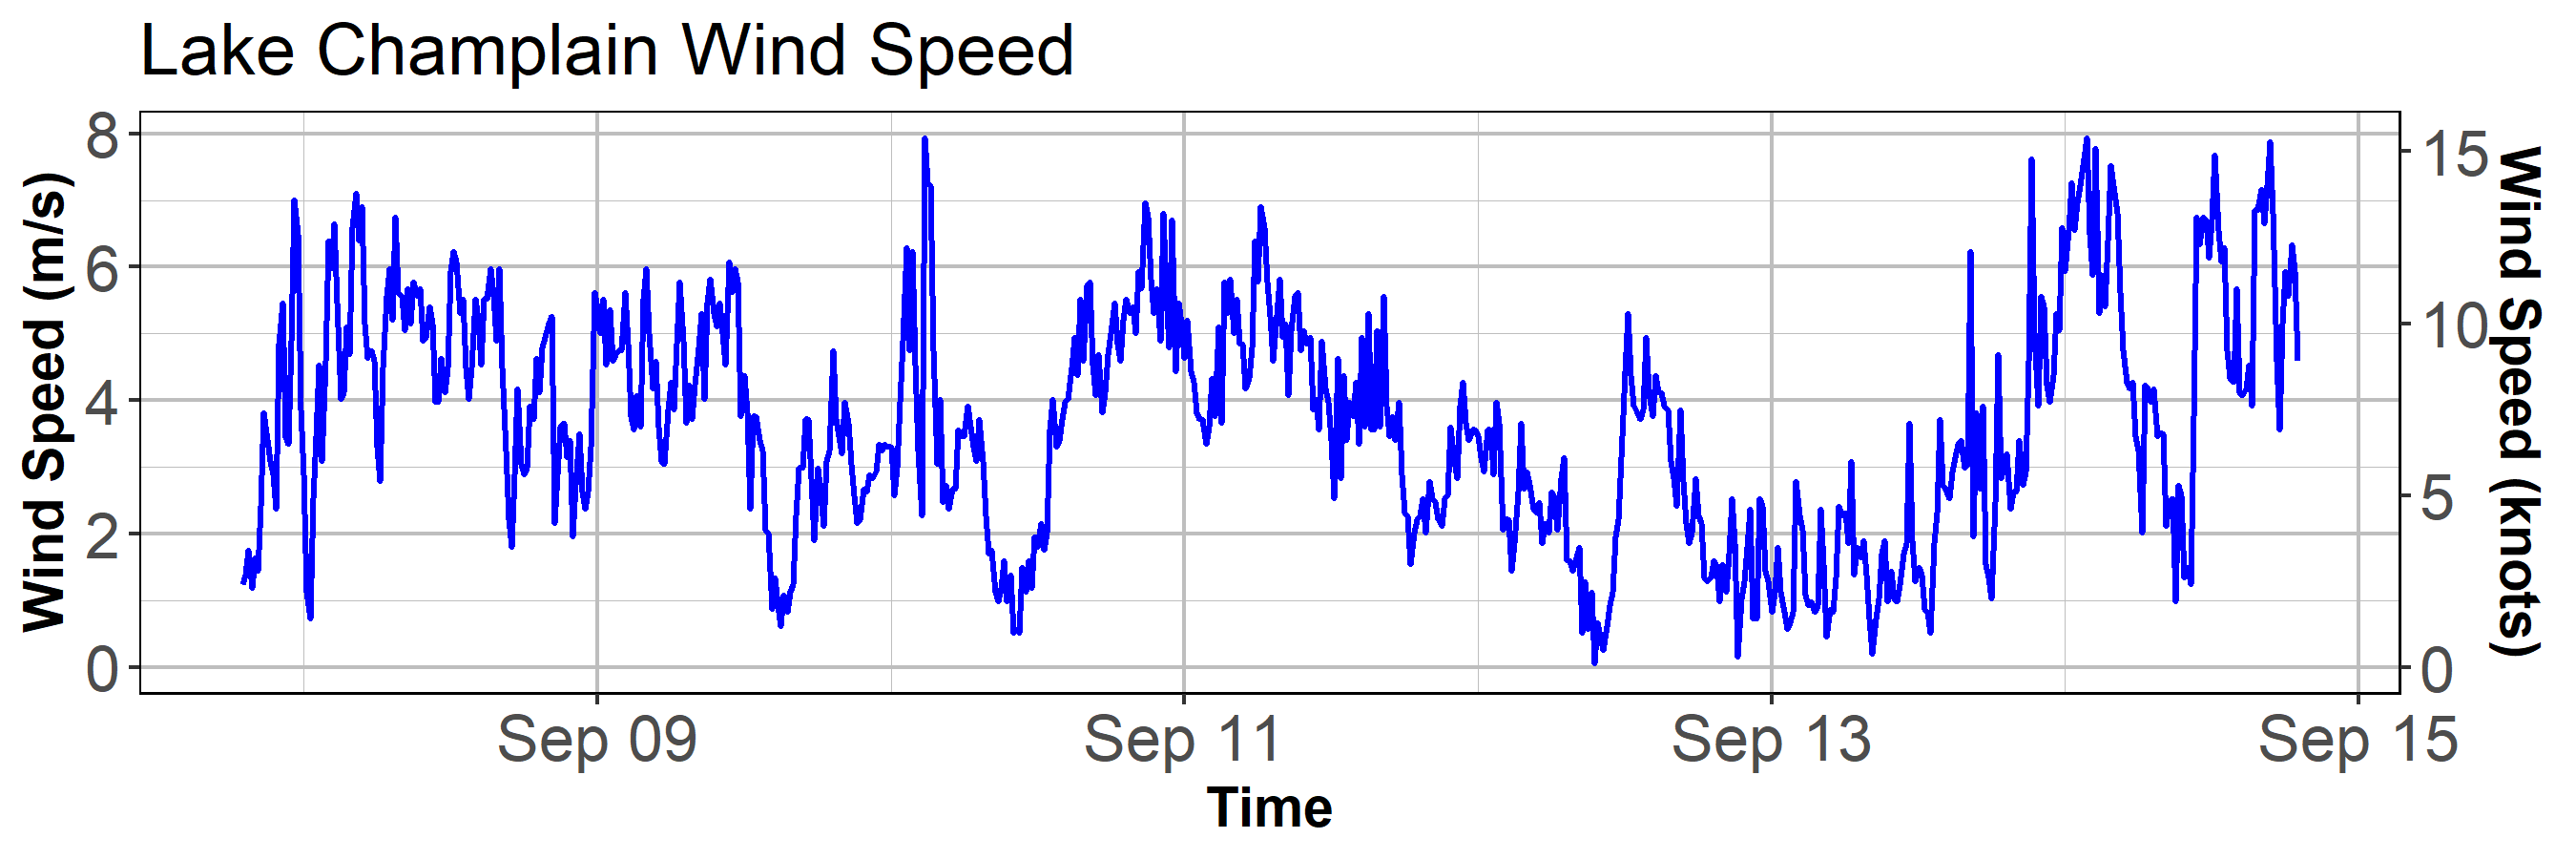 Lake Champlain Wind Speed
Wind Speed (m/s)
8
6
4
2
0
15
10
5
0
Wind Speed (knots)
Sep 09
Sep 11
Sep 13
Sep 15
Time